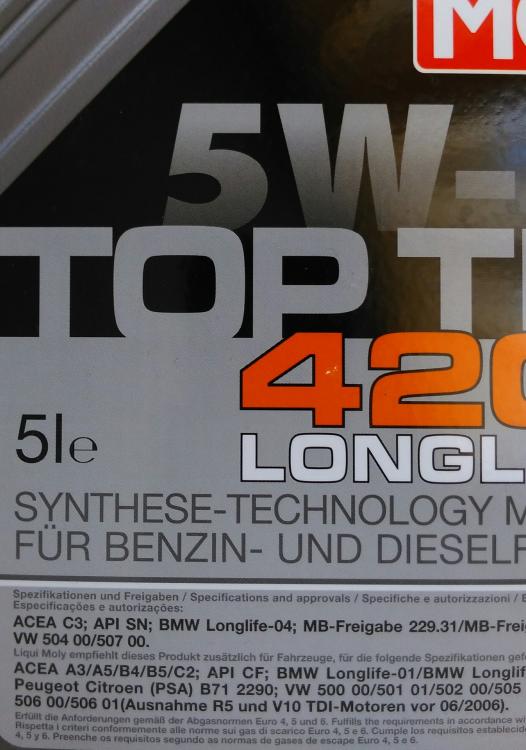 MO
5W-
TOP T
420
LONGL
5l e
SYNTHESE-TECHNOLOGY M
FÜR BENZIN- UND DIESELF
Spezifikationen und Freigaben / Specifications and approvals / Specifiche e autorizzazioni / E
Especificações e autorizações:
ACEA C3; API SN; BMW Longlife-04; MB-Freigabe 229.31/MB-Frei
VW 504 00/507 00.
Liqui Moly empfiehlt dieses Produkt zusätzlich für Fahrzeuge, für die folgende Spezifikationen gef
ACEA A3/A5/B4/B5/C2; API CF; BMW Longlife-01/BMW Longlif
Peugeot Citroen (PSA) B71 2290; VW 500 00/501 01/502 00/505
506 00/506 01(Ausnahme R5 und V10 TDI-Motoren vor 06/2006).
Erfüllt die Anforderungen gemäß der Abgasnormen Euro 4, 5 und 6. Fulfills the requirements in accordance wi
Rispetta i criteri conformemente alle norme sui gas di scarico Euro 4, 5 e 6. Cumple los requisitos establecid
4, 5 y 6. Preenche os requisitos segundo as normas de gases de escape Euro 4, 5 e 6.